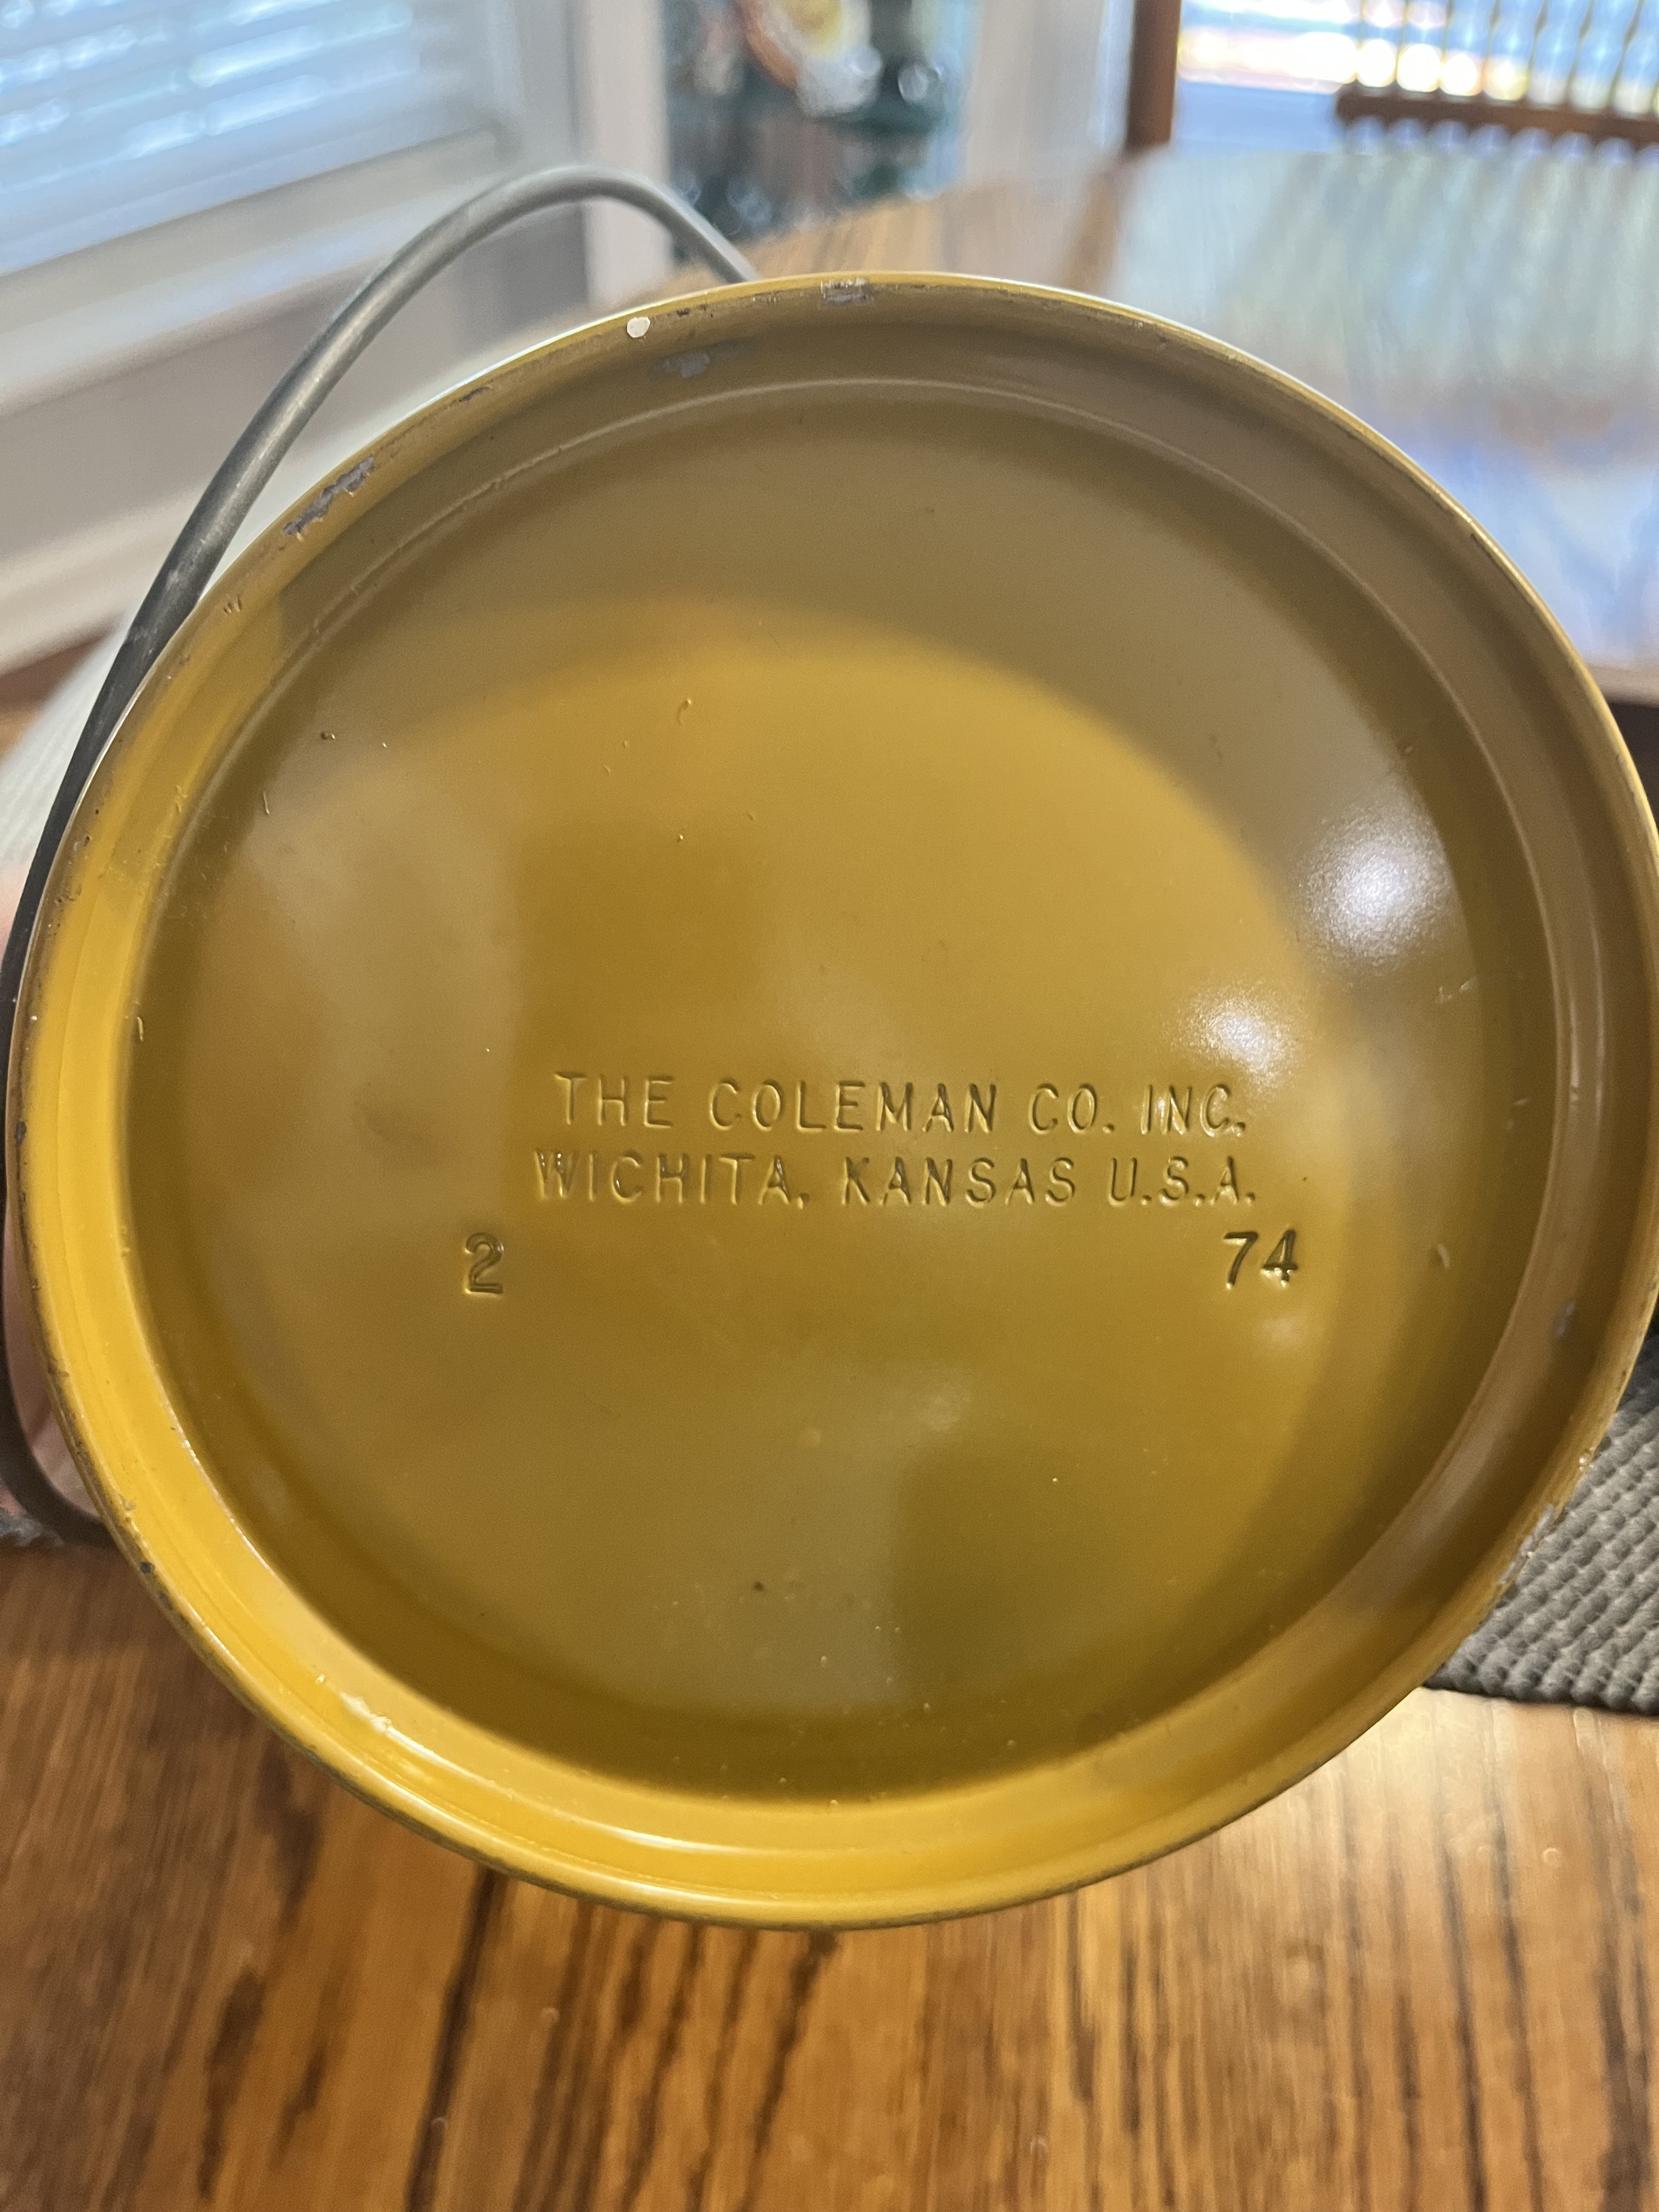 THE COLEMAN CO. INC.
WICHITA, KANSAS U.S.A.
2 74